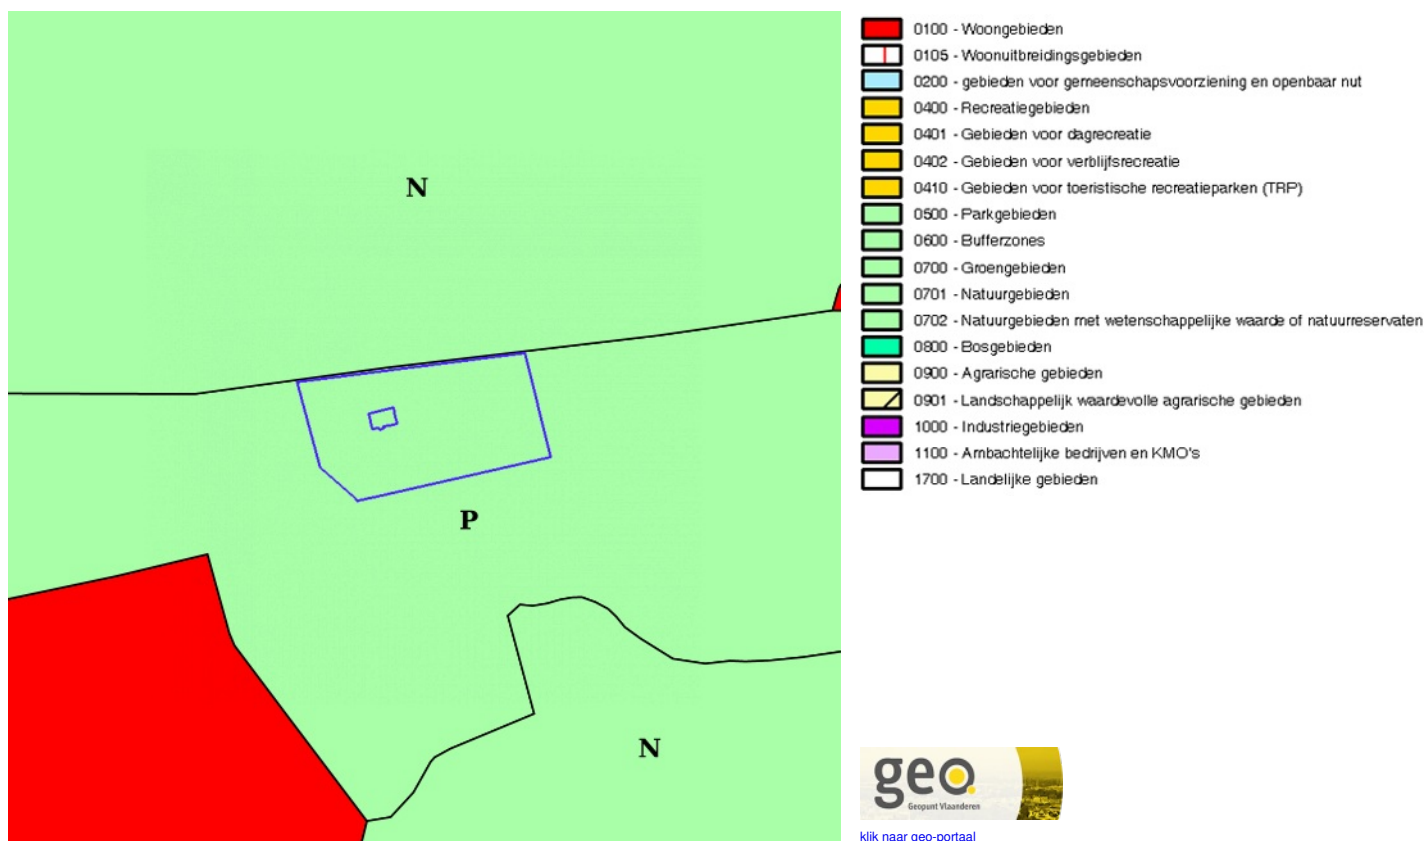 N
P
N
0100 - Woongebieden
0105 - Woonuitbreidingsgebieden
0200 - gebieden voor gemeenschapsvoorziening en openbaar nut
0400 - Recreatiegebieden
0401 - Gebieden voor dagrecreatie
0402 - Gebieden voor verblijfsrecreatie
0410 - Gebieden voor toeristische recreatieparken (TRP)
0500 - Parkgebieden
0600 - Bufferzones
0700 - Groengebieden
0701 - Natuurgebieden
0702 - Natuurgebieden met wetenschappelijke waarde of natuurreservaten
0800 - Bosgebieden
0900 - Agrarische gebieden
0901 - Landschappelijk waardevolle agrarische gebieden
1000 - Industriegebieden
1100 - Ambachtelijke bedrijven en KMO's
1700 - Landelijke gebieden
geo
Geopunt Vlaanderen
klik naar geo-portaal